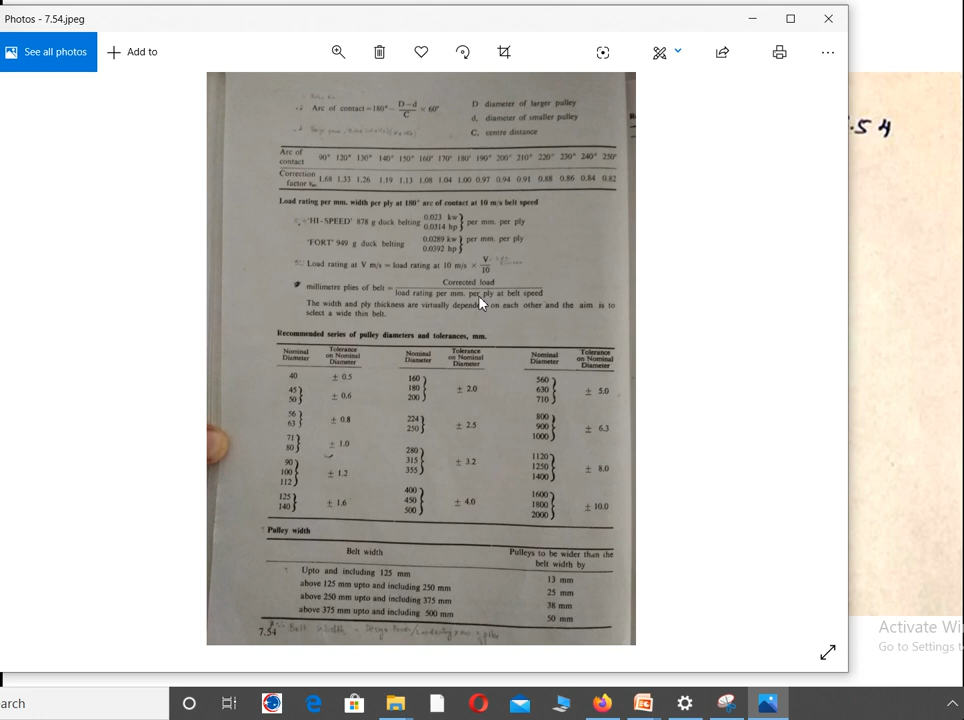 Photos - 7.54.jpeg
See all photos
Add to
.54
Arc of contact = 180° − D−d/C × 60°
D diameter of larger pulley
d, diameter of smaller pulley
C, centre distance
Arc of contact 90° 120° 130° 140° 150° 160° 170° 180° 190° 200° 210° 220° 230° 240° 250°
Correction factor 1.68 1.33 1.26 1.19 1.13 1.08 1.04 1.00 0.97 0.94 0.91 0.88 0.86 0.84 0.82
Load rating per mm. width per ply at 180° arc of contact at 10 m/s belt speed
'HI-SPEED' 878 g duck belting 0.023 kw 0.0314 hp } per mm. per ply
'FORT' 949 g duck belting 0.0289 kw 0.0392 hp } per mm. per ply
Load rating at V m/s = load rating at 10 m/s × V/10
millimetre plies of belt = Corrected load / load rating per mm. per ply at belt speed
The width and ply thickness are virtually on each other and the aim is to
select a wide thin belt.
Recommended series of pulley diameters and tolerances, mm.
Nominal Diameter Tolerance on Nominal Diameter Nominal Diameter Tolerance on Nominal Diameter Nominal Diameter Tolerance on Nominal Diameter
40 ± 0.5
45 50 } ± 0.6
56 63 } ± 0.8
71 80 } ± 1.0
90 100 112 } ± 1.2
125 140 } ± 1.6
160 180 200 } ± 2.0
224 250 } ± 2.5
280 315 355 } ± 3.2
400 450 500 } ± 4.0
560 630 710 } ± 5.0
800 900 1000 } ± 6.3
1120 1250 1400 } ± 8.0
1600 1800 2000 } ± 10.0
Pulley width
Belt width Pulleys to be wider than the belt width by
Upto and including 125 mm 13 mm
above 125 mm upto and including 250 mm 25 mm
above 250 mm upto and including 375 mm 38 mm
above 375 mm upto and including 500 mm 50 mm
7.54
Belt width = Design Power/
Activate Wi
Go to Settings t
earch